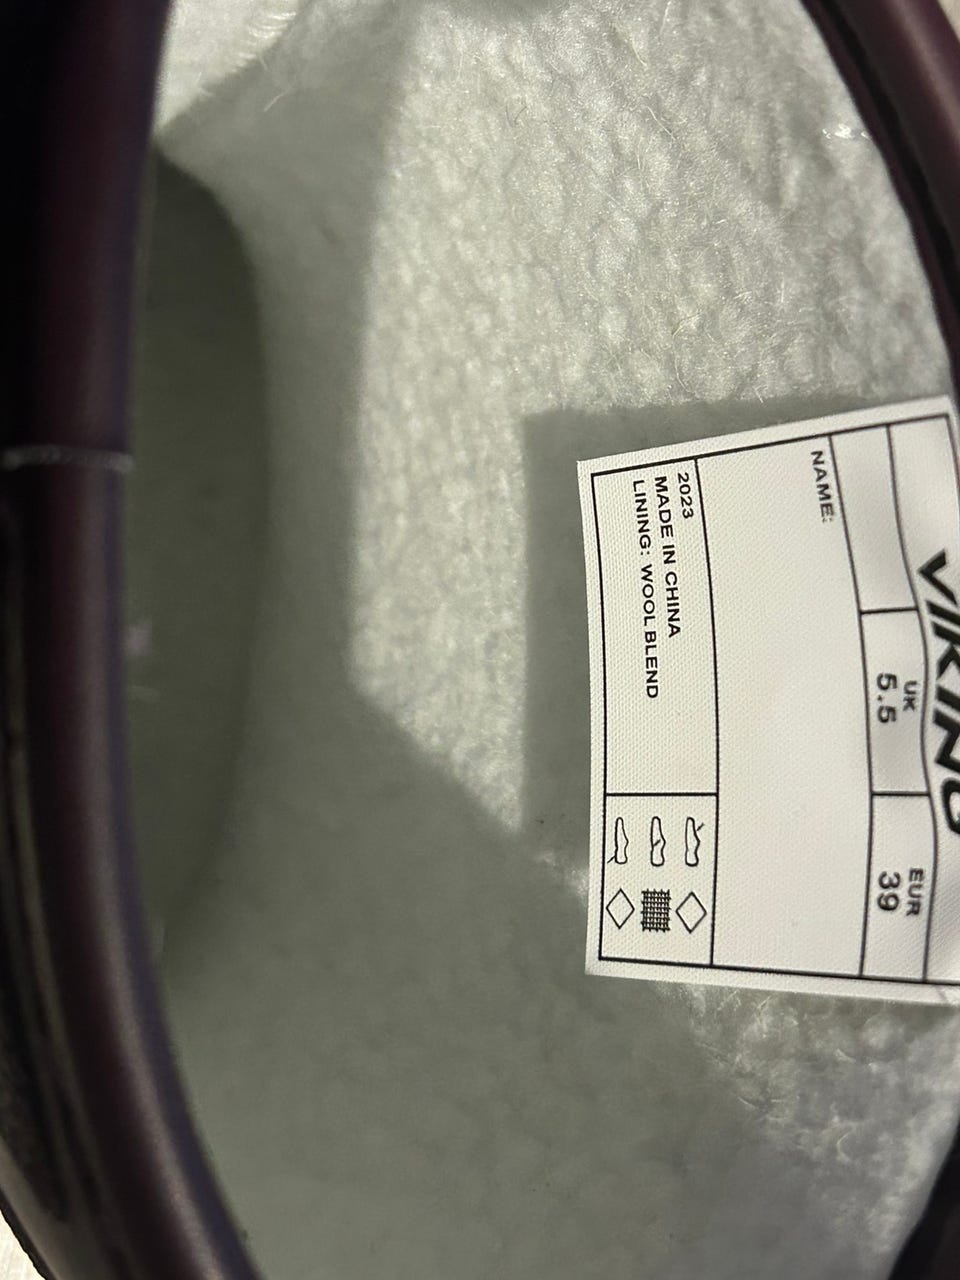 VIKING
UK EUR
5.5 39
NAME:
2023
MADE IN CHINA
LINING: WOOL BLEND